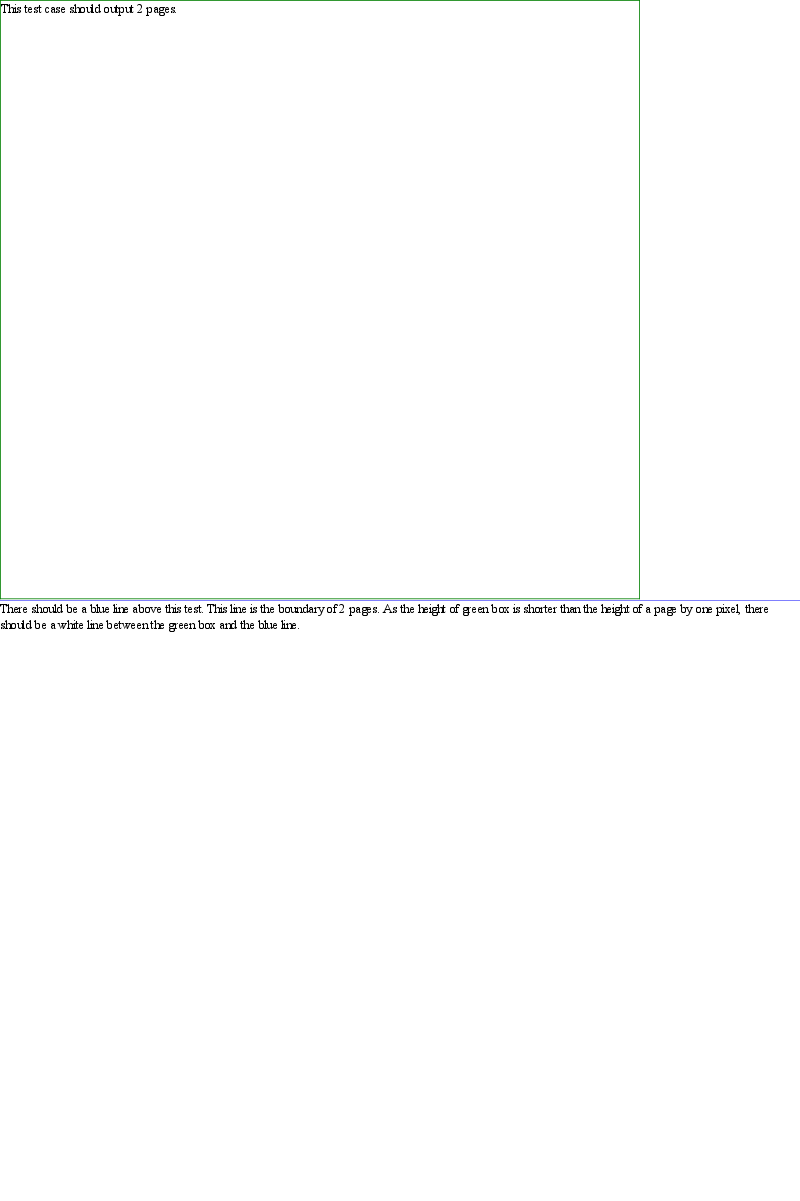 This test case should output 2 pages.
There should be a blue line above this test. This line is the boundary of 2 pages. As the height of green box is shorter than the height of a page by one pixel, there
should be a white line between the green box and the blue line.